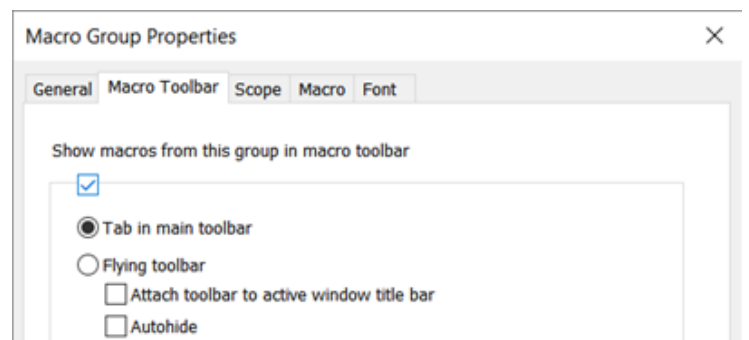 Macro Group Properties
General Macro Toolbar Scope Macro Font
Show macros from this group in macro toolbar
Tab in main toolbar
Flying toolbar
Attach toolbar to active window title bar
Autohide